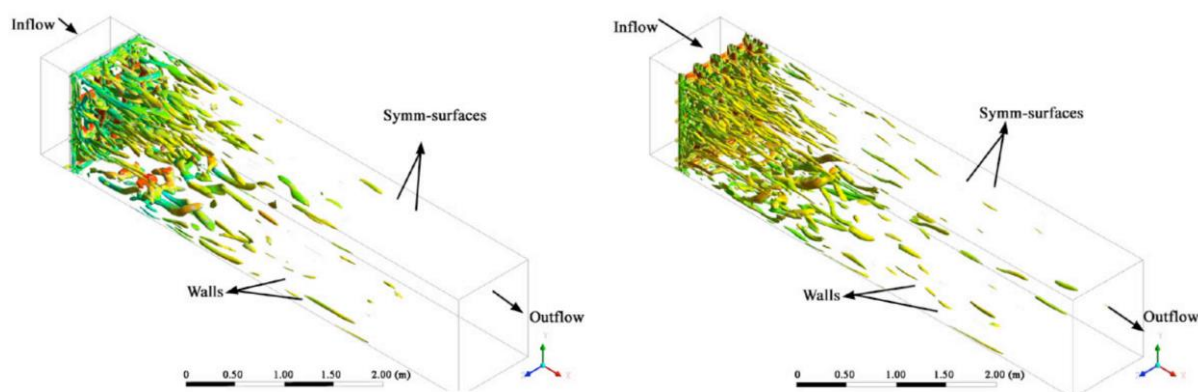 Inflow
Symm-surfaces
Walls
Outflow
0 0.50 1.00 1.50 2.00 (m)
Inflow
Symm-surfaces
Walls
Outflow
0 0.50 1.00 1.50 2.00 (m)